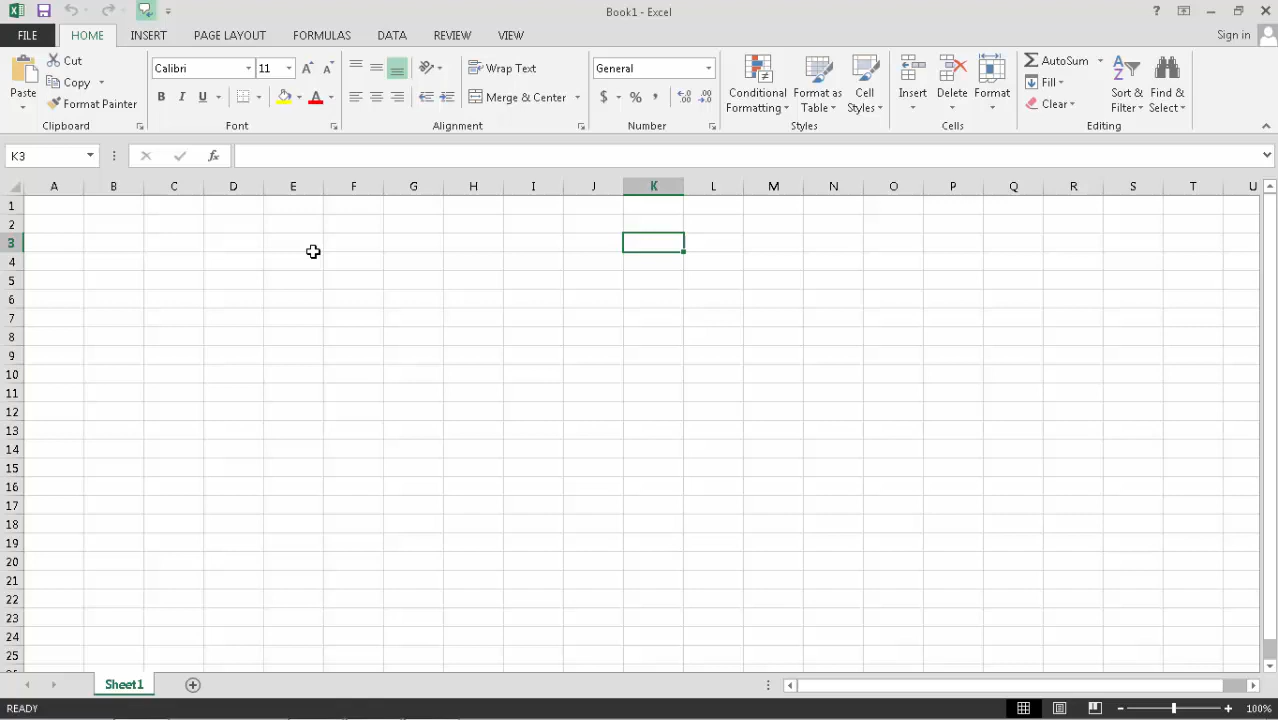 Book1 - Excel
?
FILE HOME INSERT PAGE LAYOUT FORMULAS DATA REVIEW VIEW Sign in
Paste
Cut
Copy
Format Painter
Clipboard
Calibri 11
B I U
Font
Wrap Text
Merge & Center
Alignment
General
$ % ,
Number
Conditional Formatting
Format as Table
Cell Styles
Styles
Insert
Delete
Format
Cells
AutoSum
Fill
Clear
Sort & Filter
Find & Select
Editing
K3
fx
A B C D E F G H I J K L M N O P Q R S T U
1
2
3
4
5
6
7
8
9
10
11
12
13
14
15
16
17
18
19
20
21
22
23
24
25
Sheet1
READY
100%